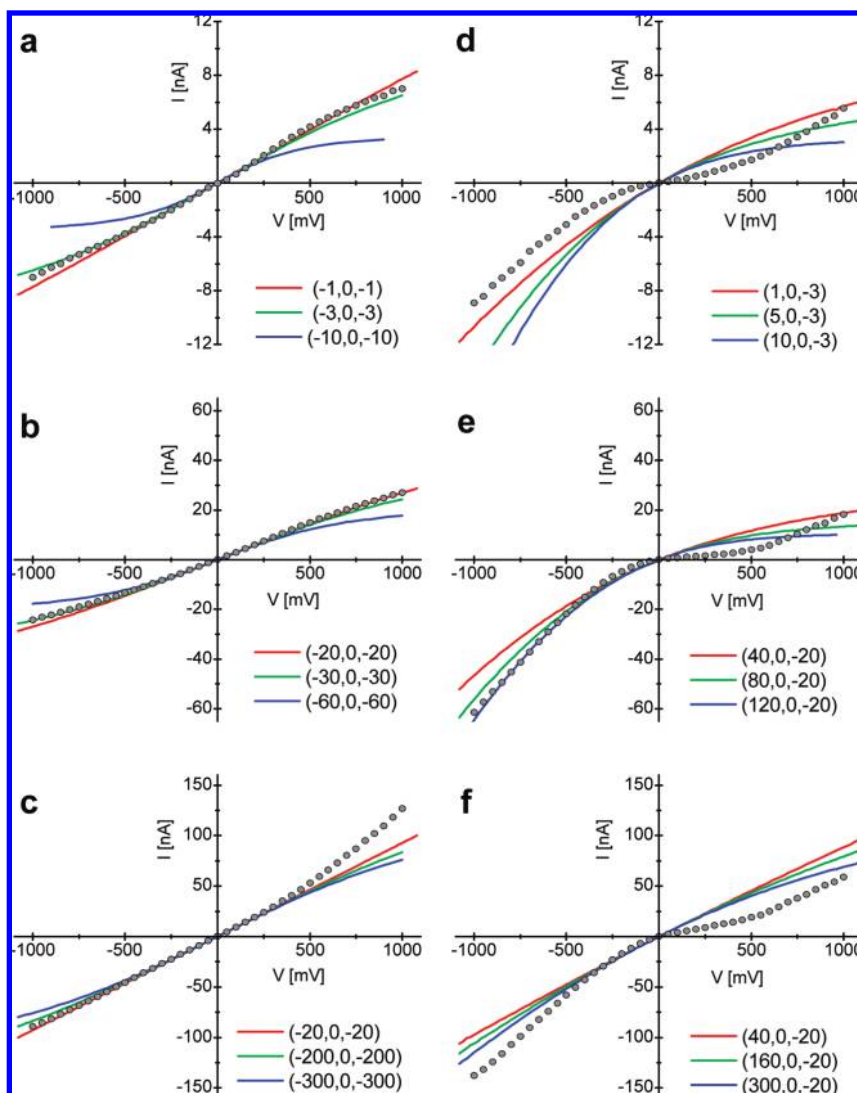 a
12
8
4
I [nA]
-1000 -500 500 1000
V [mV]
-4
-8
-12
(-1,0,-1)
(-3,0,-3)
(-10,0,-10)
d
12
8
4
I [nA]
-1000 -500 0 500 1000
V [mV]
-4
-8
-12
(1,0,-3)
(5,0,-3)
(10,0,-3)
b
60
40
20
I [nA]
-1000 -500 500 1000
V [mV]
-20
-40
-60
(-20,0,-20)
(-30,0,-30)
(-60,0,-60)
e
60
40
20
I [nA]
-1000 -500 0 500 1000
V [mV]
-20
-40
-60
(40,0,-20)
(80,0,-20)
(120,0,-20)
c
150
100
50
I [nA]
-1000 -500 500 1000
V [mV]
-50
-100
-150
(-20,0,-20)
(-200,0,-200)
(-300,0,-300)
f
150
100
50
I [nA]
-1000 -500 0 500 1000
V [mV]
-50
-100
-150
(40,0,-20)
(160,0,-20)
(300,0,-20)